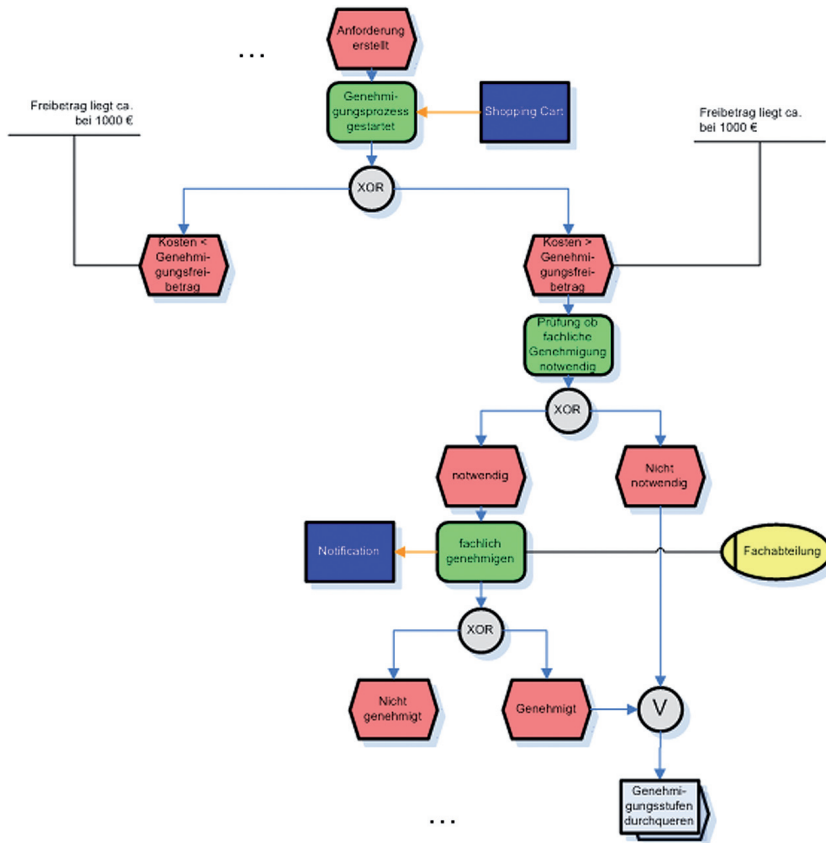 ...
Anforderung
erstellt
Genehmi-
gungsprozess
gestartet
Shopping Cart
Freibetrag liegt ca.
bei 1000 €
Freibetrag liegt ca.
bei 1000 €
XOR
Kosten <
Genehmi-
gungsfrei-
betrag
Kosten >
Genehmi-
gungsfrei-
betrag
Prüfung ob
fachliche
Genehmigung
notwendig
XOR
notwendig
Nicht
notwendig
Notification
fachlich
genehmigen
Fachabteilung
XOR
Nicht
genehmigt
Genehmigt
V
Genehmi-
gungsstufen
durchqueren
...